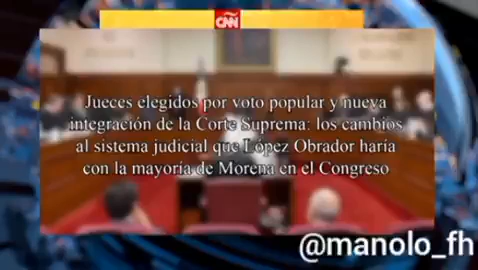 CNN
Jueces elegidos por voto popular y nueva
integración de la Corte Suprema: los cambios
al sistema judicial que López Obrador haría
con la mayoría de Morena en el Congreso
@manolo_fh